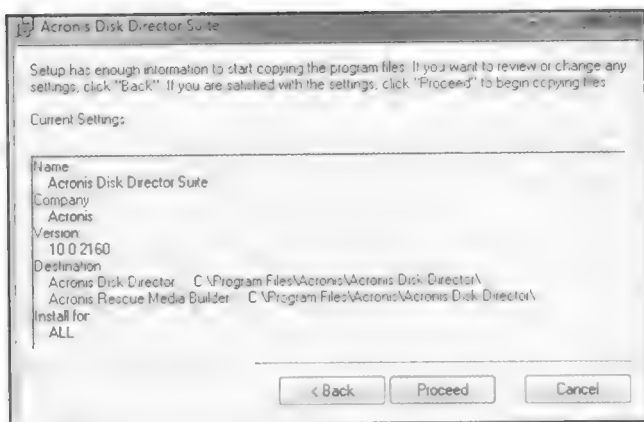 Acronis Disk Director Suite
Setup has enough information to start copying the program files. If you want to review or change any
settings, click "Back". If you are satisfied with the settings, click "Proceed" to begin copying files
Current Settings
Name
Acronis Disk Director Suite
Company
Acronis
Version:
10.0.2160
Destination
Acronis Disk Director C:\Program Files\Acronis\Acronis Disk Director\
Acronis Rescue Media Builder C:\Program Files\Acronis\Acronis Disk Director\
Install for
ALL
< Back Proceed Cancel